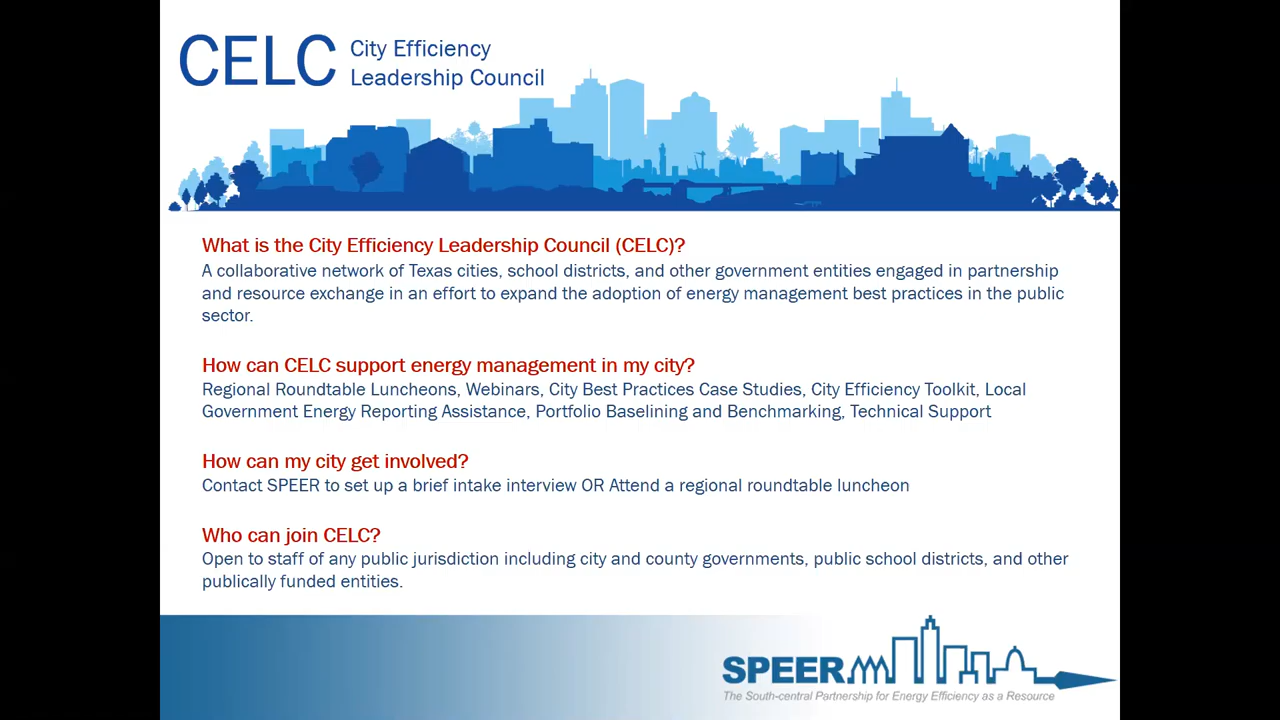 CELC
City Efficiency
Leadership Council
What is the City Efficiency Leadership Council (CELC)?
A collaborative network of Texas cities, school districts, and other government entities engaged in partnership
and resource exchange in an effort to expand the adoption of energy management best practices in the public
sector.
How can CELC support energy management in my city?
Regional Roundtable Luncheons, Webinars, City Best Practices Case Studies, City Efficiency Toolkit, Local
Government Energy Reporting Assistance, Portfolio Baselining and Benchmarking, Technical Support
How can my city get involved?
Contact SPEER to set up a brief intake interview OR Attend a regional roundtable luncheon
Who can join CELC?
Open to staff of any public jurisdiction including city and county governments, public school districts, and other
publically funded entities.
SPEER
The South-central Partnership for Energy Efficiency as a Resource